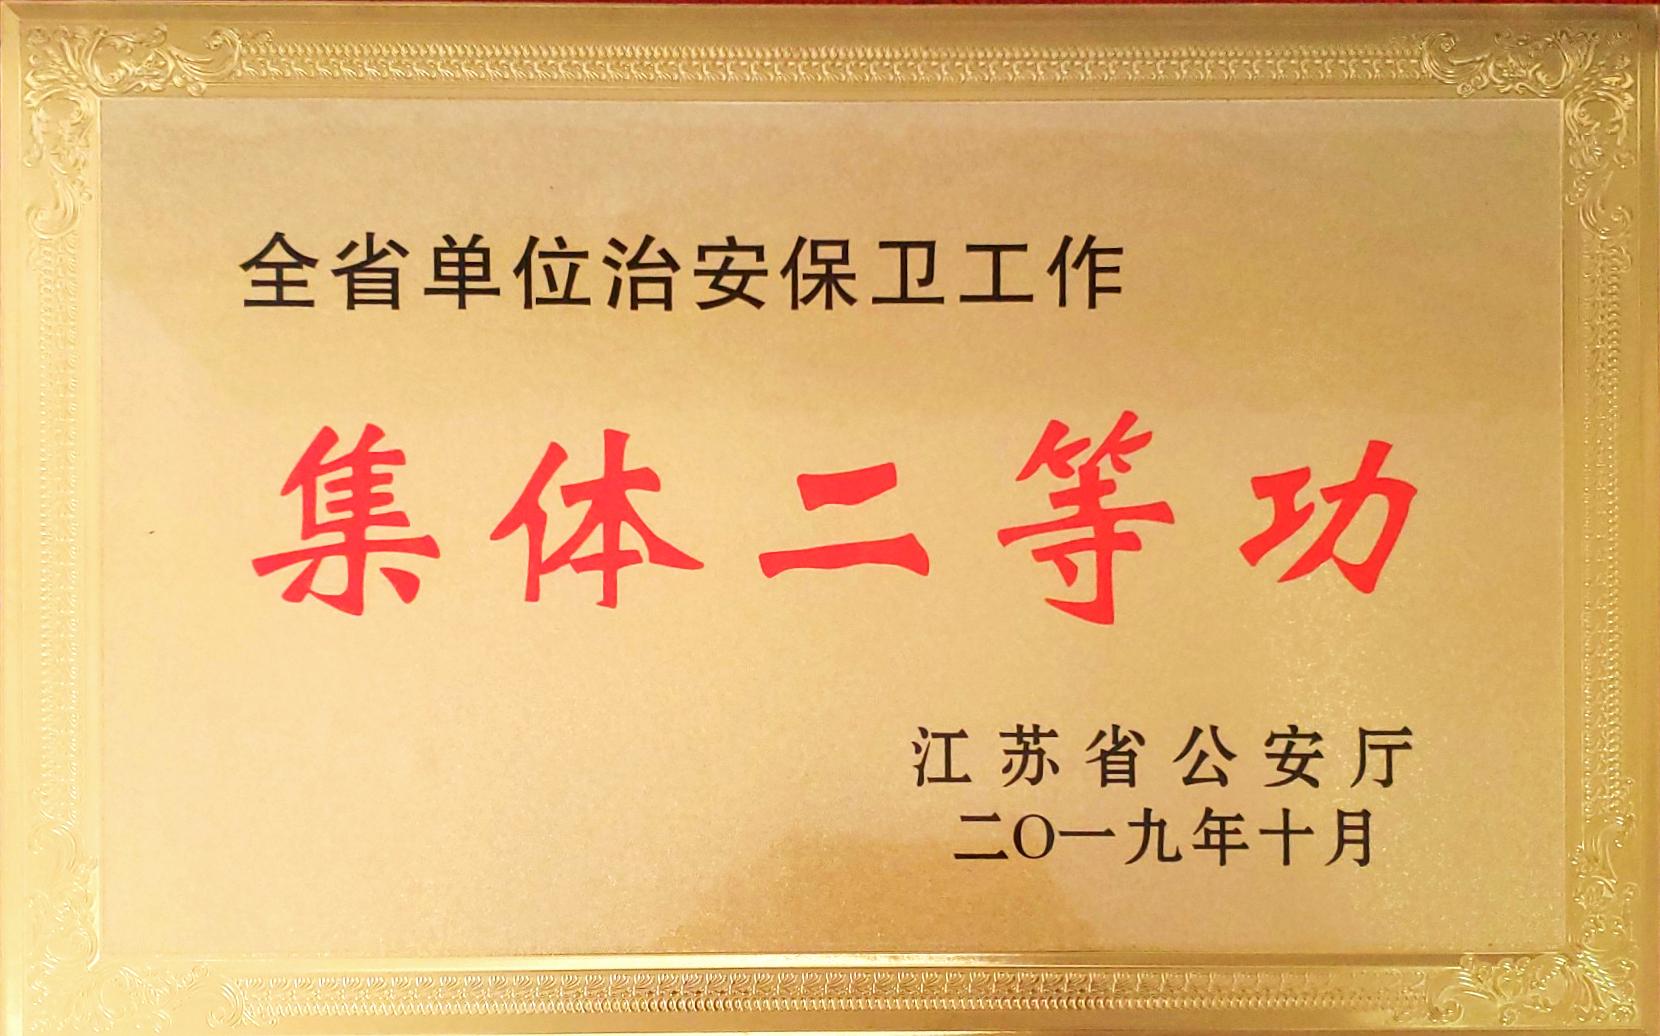 全省单位治安保卫工作
集体二等功
江苏省公安厅
二〇一九年十月